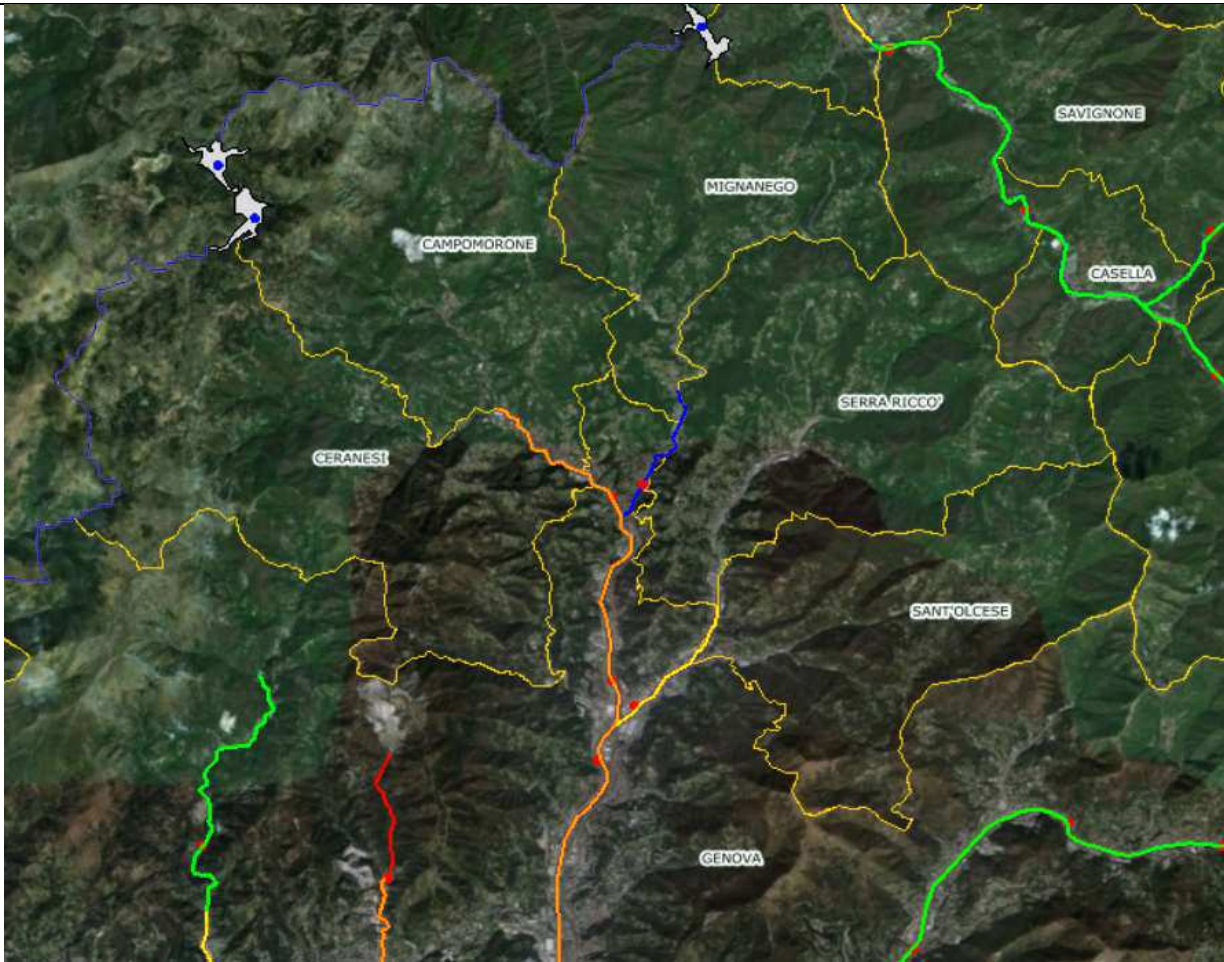 SAVIGNONE
MIGNANEGO
CAMPOMORONE
CASELLA
SERRA RICCO'
CERANESI
SANT'OLCESE
GENOVA